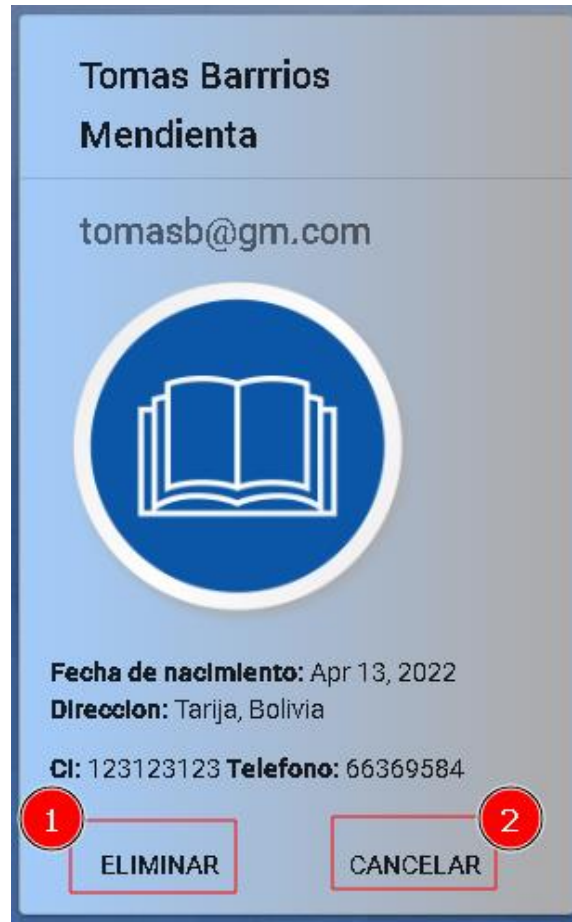 Tomas Barrrios
Mendienta
tomasb@gm.com
Fecha de nacimiento: Apr 13, 2022
Direccion: Tarija, Bolivia
CI: 123123123 Telefono: 66369584
1
2
ELIMINAR CANCELAR